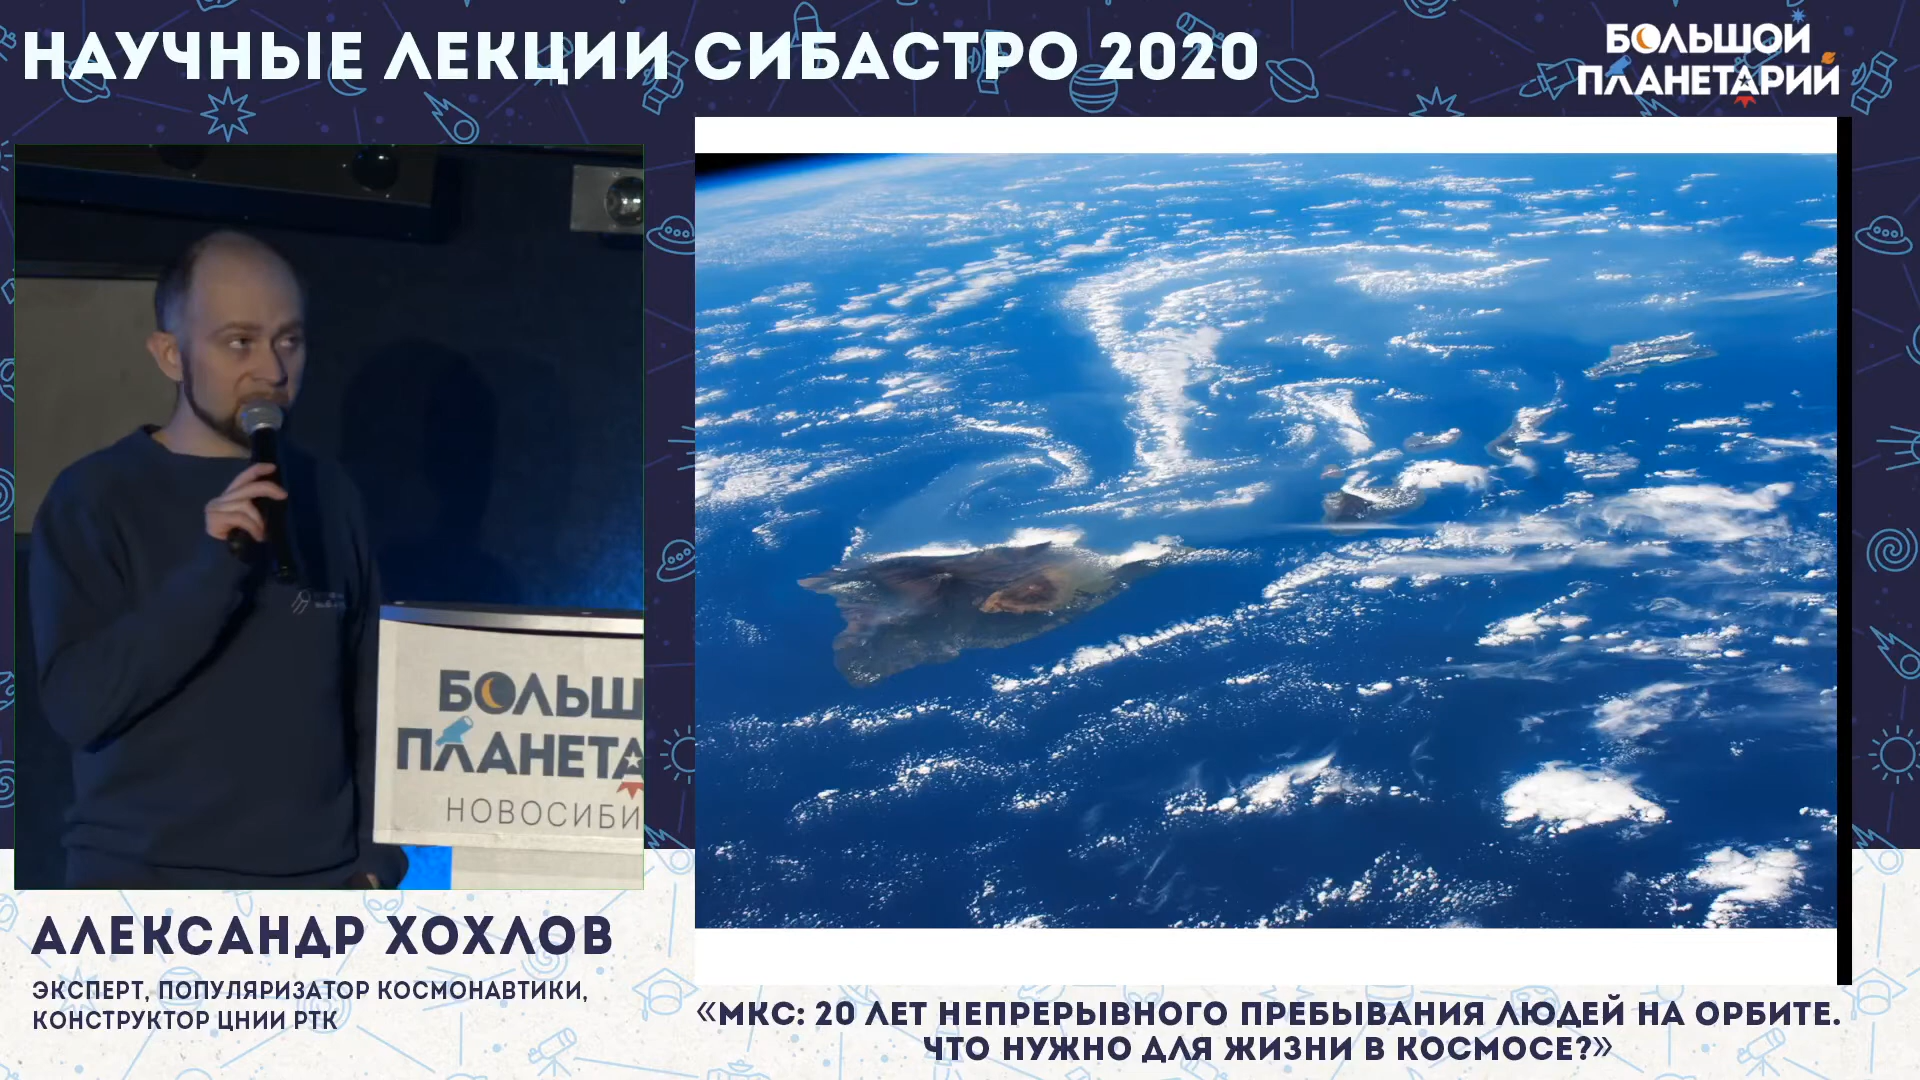 НАУЧНЫЕ ЛЕКЦИИ СИБАСТРО 2020
БОЛЬШОЙ
ПЛАНЕТАРИЙ
БОЛЬШ
ПЛАНЕТА
НОВОСИБИ
АЛЕКСАНДР ХОХЛОВ
ЭКСПЕРТ, ПОПУЛЯРИЗАТОР КОСМОНАВТИКИ,
КОНСТРУКТОР ЦНИИ РТК
«МКС: 20 ЛЕТ НЕПРЕРЫВНОГО ПРЕБЫВАНИЯ ЛЮДЕЙ НА ОРБИТЕ.
ЧТО НУЖНО ДЛЯ ЖИЗНИ В КОСМОСЕ?»